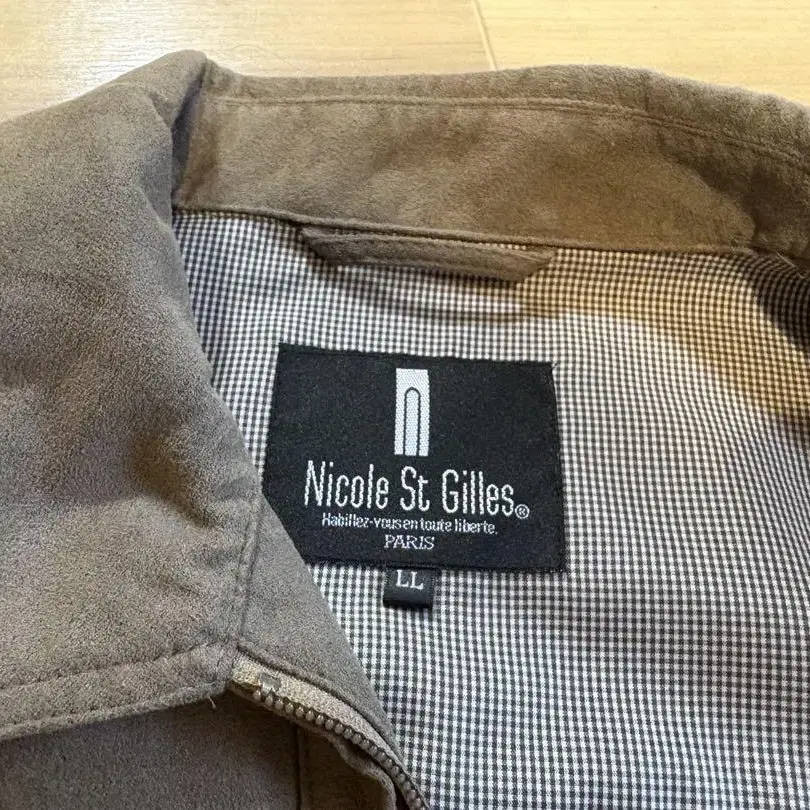 Nicole St Gilles®
Habillez-vous en toute liberte.
PARIS
LL